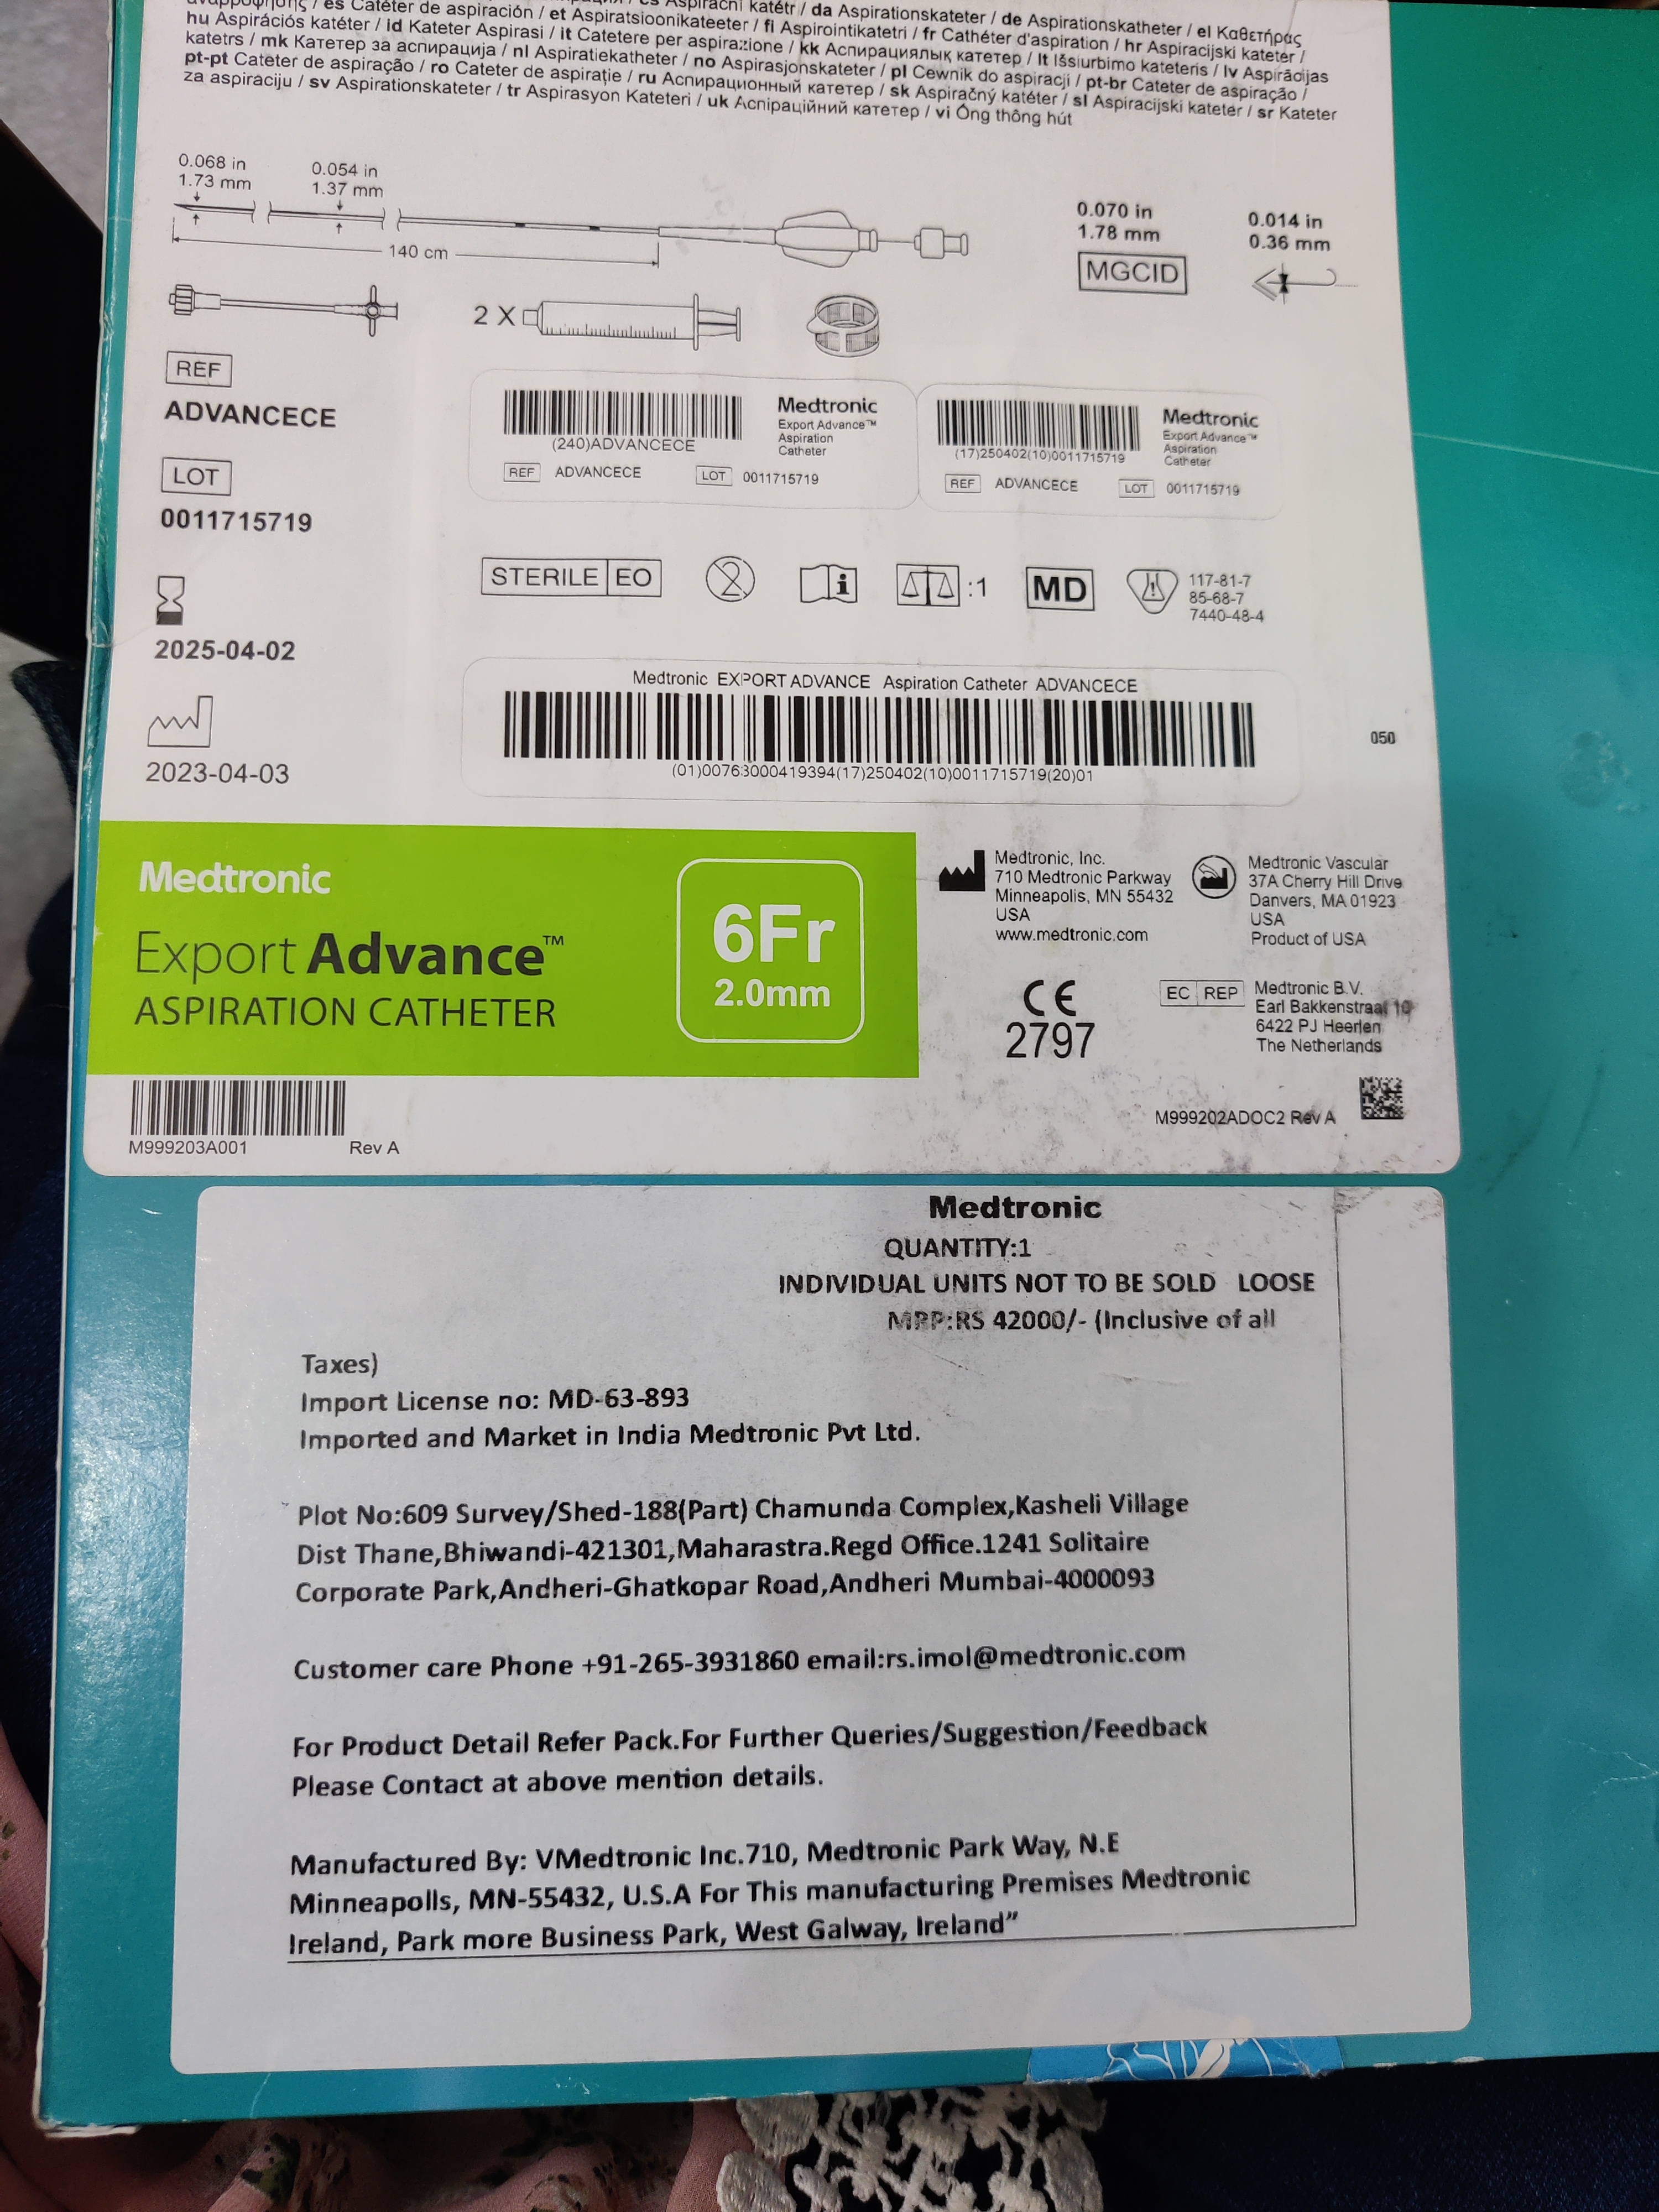 es Catéter de aspiración / et Aspiratsioonikateeter / fi Aspirointikatetri / fr Cathéter d'aspiration / hr Aspiracijski kateter /
Aspirační katétr / da Aspirationskateter / de Aspirationskatheter / el Καθετήρας
hu Aspirációs katéter / id Kateter Aspirasi / it Catetere per aspirazione / kk Аспирациялық катетер / lt Išsiurbimo kateteris / lv Aspirācijas
katetrs / mk Катетер за аспирација / nl Aspiratiekatheter / no Aspirasjonskateter / pl Cewnik do aspiracji / pt-br Cateter de aspiração /
pt-pt Cateter de aspiração / ro Cateter de aspirație / ru Аспирационный катетер / sk Aspiračný katéter / sl Aspiracijski kateter / sr Kateter
za aspiraciju / sv Aspirationskateter / tr Aspirasyon Kateteri / uk Аспіраційний катетер / vi Ống thông hút
0.068 in
1.73 mm
0.054 in
1.37 mm
140 cm
0.070 in
1.78 mm
MGCID
0.014 in
0.36 mm
2 X
REF
ADVANCECE
LOT
0011715719
2025-04-02
2023-04-03
(240)ADVANCECE
Medtronic
Export Advance™
Aspiration
Catheter
REF ADVANCECE LOT 0011715719
(17)250402(10)0011715719
Medtronic
Export Advance™
Aspiration
Catheter
REF ADVANCECE LOT 0011715719
STERILE EO
2
i
:1
MD
117-81-7
85-68-7
7440-48-4
Medtronic EXPORT ADVANCE Aspiration Catheter ADVANCECE
(01)00763000419394(17)250402(10)0011715719(20)01
050
Medtronic
Export Advance™
ASPIRATION CATHETER
6Fr
2.0mm
Medtronic, Inc.
710 Medtronic Parkway
Minneapolis, MN 55432
USA
www.medtronic.com
Medtronic Vascular
37A Cherry Hill Drive
Danvers, MA 01923
USA
Product of USA
CE
2797
EC REP
Medtronic B.V.
Earl Bakkenstraat 10
6422 PJ Heerlen
The Netherlands
M999203A001 Rev A
M999202ADOC2 Rev A
Medtronic
QUANTITY:1
INDIVIDUAL UNITS NOT TO BE SOLD LOOSE
MRP:RS 42000/- (Inclusive of all
Taxes)
Import License no: MD-63-893
Imported and Market in India Medtronic Pvt Ltd.
Plot No:609 Survey/Shed-188(Part) Chamunda Complex,Kasheli Village
Dist Thane,Bhiwandi-421301,Maharastra.Regd Office.1241 Solitaire
Corporate Park,Andheri-Ghatkopar Road,Andheri Mumbai-4000093
Customer care Phone +91-265-3931860 email:rs.imol@medtronic.com
For Product Detail Refer Pack.For Further Queries/Suggestion/Feedback
Please Contact at above mention details.
Manufactured By: VMedtronic Inc.710, Medtronic Park Way, N.E
Minneapolls, MN-55432, U.S.A For This manufacturing Premises Medtronic
Ireland, Park more Business Park, West Galway, Ireland”